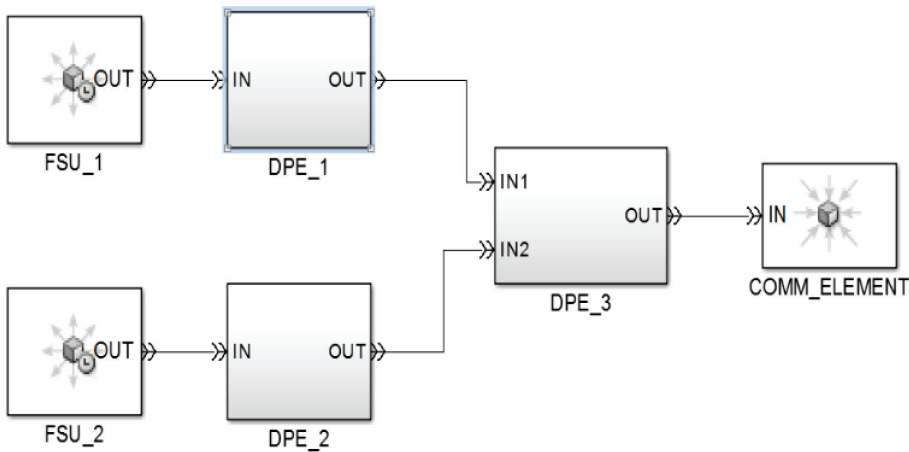 OUT
FSU_1
IN
OUT
DPE_1
IN1
IN2
OUT
DPE_3
IN
COMM_ELEMENT
OUT
FSU_2
IN
OUT
DPE_2